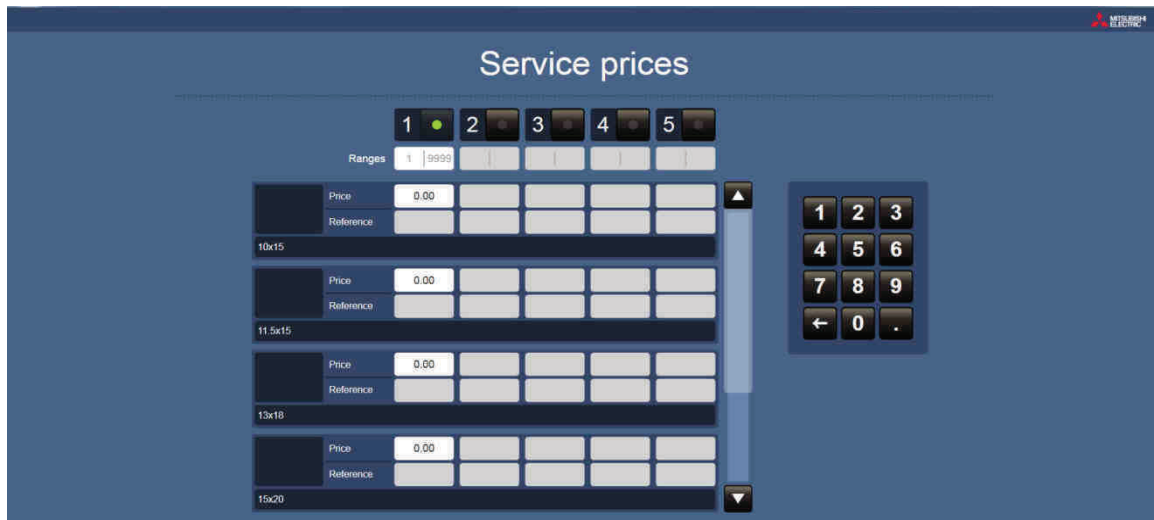 MITSUBISHI
ELECTRIC
Service prices
1 2 3 4 5
Ranges 1 9999
Price 0.00
Reference
10x15
Price 0.00
Reference
11.5x15
Price 0.00
Reference
13x18
Price 0.00
Reference
15x20
1 2 3
4 5 6
7 8 9
← 0 .